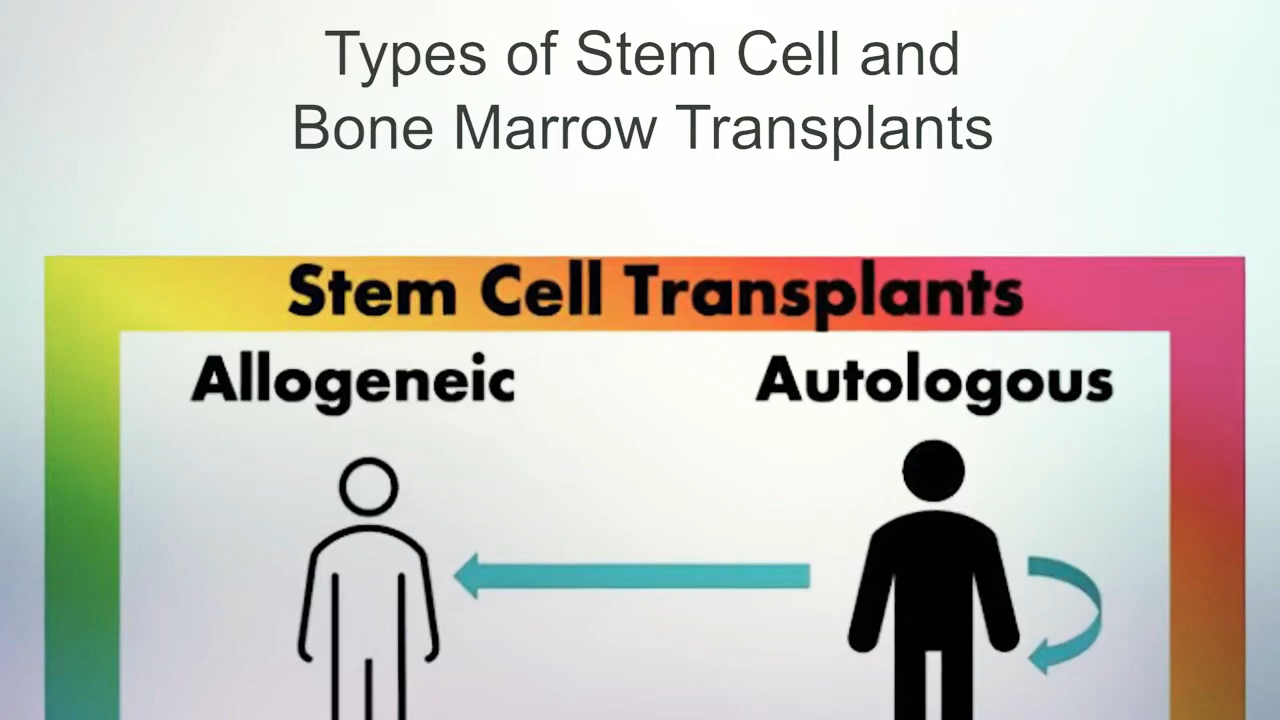 Types of Stem Cell and
Bone Marrow Transplants
Stem Cell Transplants
Allogeneic
Autologous